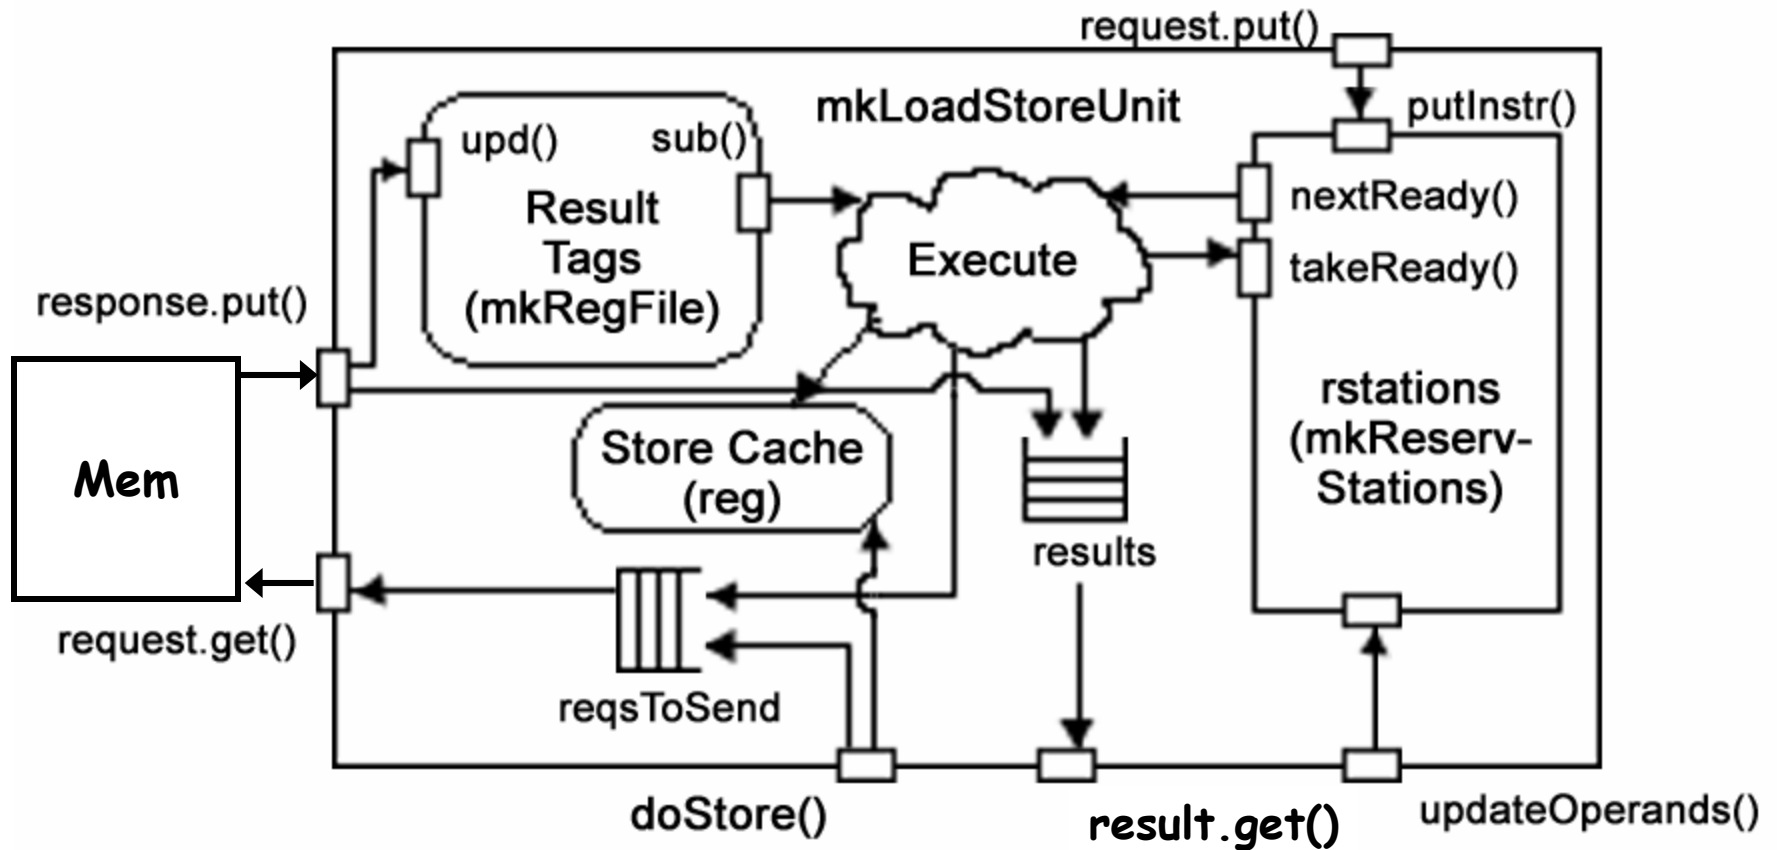 request.put()
mkLoadStoreUnit
putInstr()
upd()
sub()
Result
Tags
(mkRegFile)
Execute
nextReady()
takeReady()
response.put()
rstations
(mkReserv-
Stations)
Mem
Store Cache
(reg)
results
request.get()
reqsToSend
doStore()
result.get()
updateOperands()